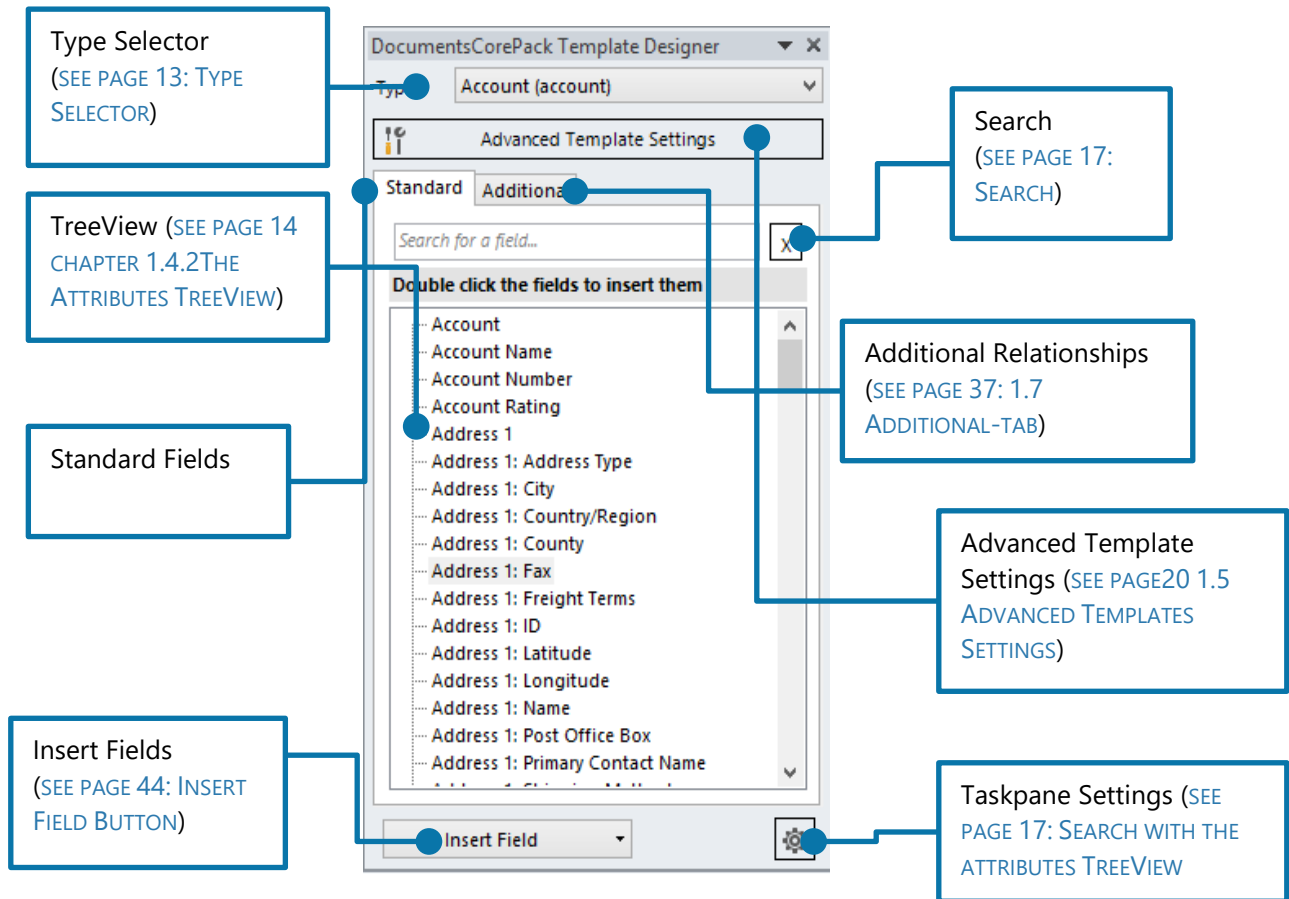 Type Selector
(SEE PAGE 13: TYPE
SELECTOR)
TreeView (SEE PAGE 14
CHAPTER 1.4.2THE
ATTRIBUTES TREEVIEW)
Standard Fields
Insert Fields
(SEE PAGE 44: INSERT
FIELD BUTTON)
DocumentsCorePack Template Designer
Account (account)
Advanced Template Settings
Standard
Search for a field...
X
Double click the fields to insert them
Account
Account Name
Account Number
Account Rating
Address 1
Address 1: Address Type
Address 1: City
Address 1: Country/Region
Address 1: County
Address 1: Fax
Address 1: Freight Terms
Address 1: ID
Address 1: Latitude
Address 1: Longitude
Address 1: Name
Address 1: Post Office Box
Address 1: Primary Contact Name
Insert Field
Search
(SEE PAGE 17:
SEARCH)
Additional Relationships
(SEE PAGE 37: 1.7
ADDITIONAL-TAB)
Advanced Template
Settings (SEE PAGE20 1.5
ADVANCED TEMPLATES
SETTINGS)
Taskpane Settings (SEE
PAGE 17: SEARCH WITH THE
ATTRIBUTES TREEVIEW